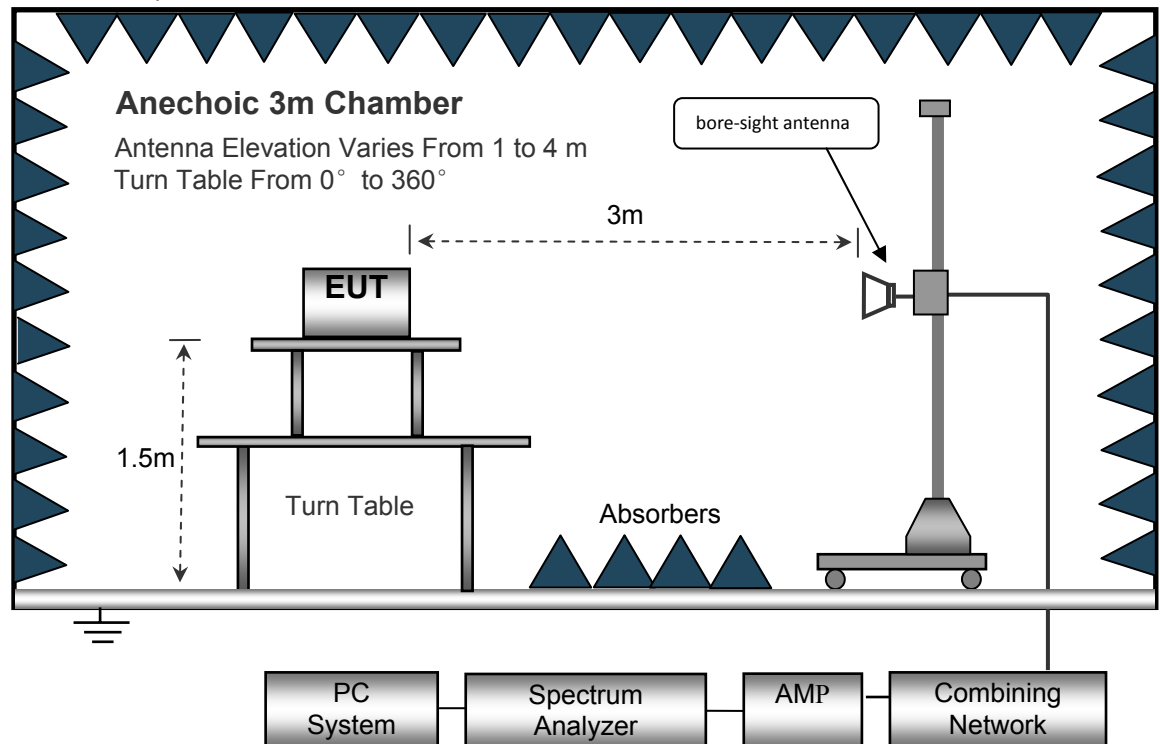 Anechoic 3m Chamber
Antenna Elevation Varies From 1 to 4 m
Turn Table From 0° to 360°
bore-sight antenna
3m
EUT
1.5m
Turn Table
Absorbers
PC
System
Spectrum
Analyzer
AMP
Combining
Network